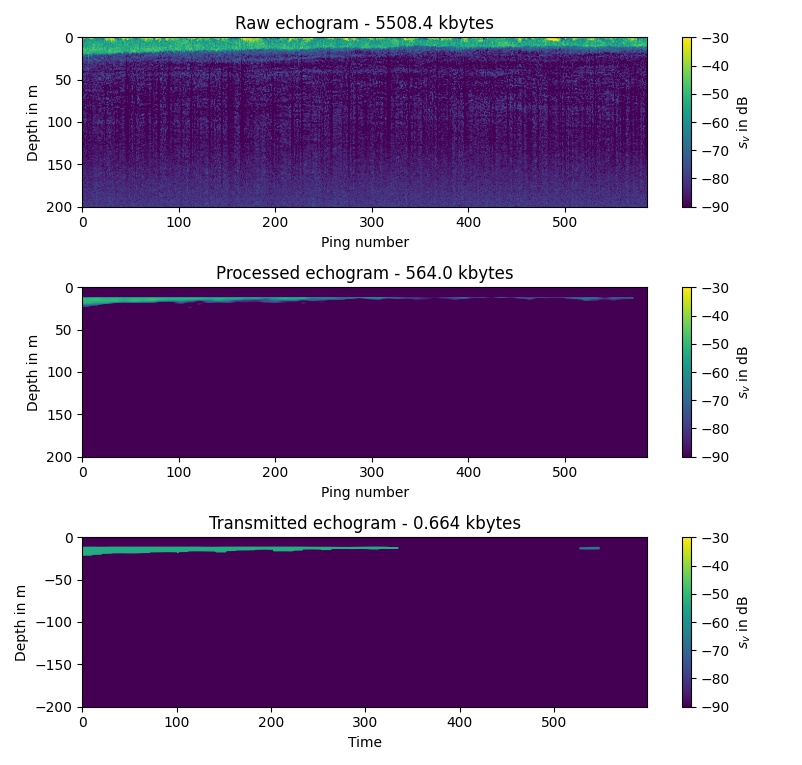 Raw echogram - 5508.4 kbytes
0
50
100
150
200
Depth in m
0 100 200 300 400 500
Ping number
−30
−40
−50
−60
−70
−80
−90
sv in dB
Processed echogram - 564.0 kbytes
0
50
100
150
200
Depth in m
0 100 200 300 400 500
Ping number
−30
−40
−50
−60
−70
−80
−90
sv in dB
Transmitted echogram - 0.664 kbytes
0
−50
−100
−150
−200
Depth in m
0 100 200 300 400 500
Time
−30
−40
−50
−60
−70
−80
−90
sv in dB